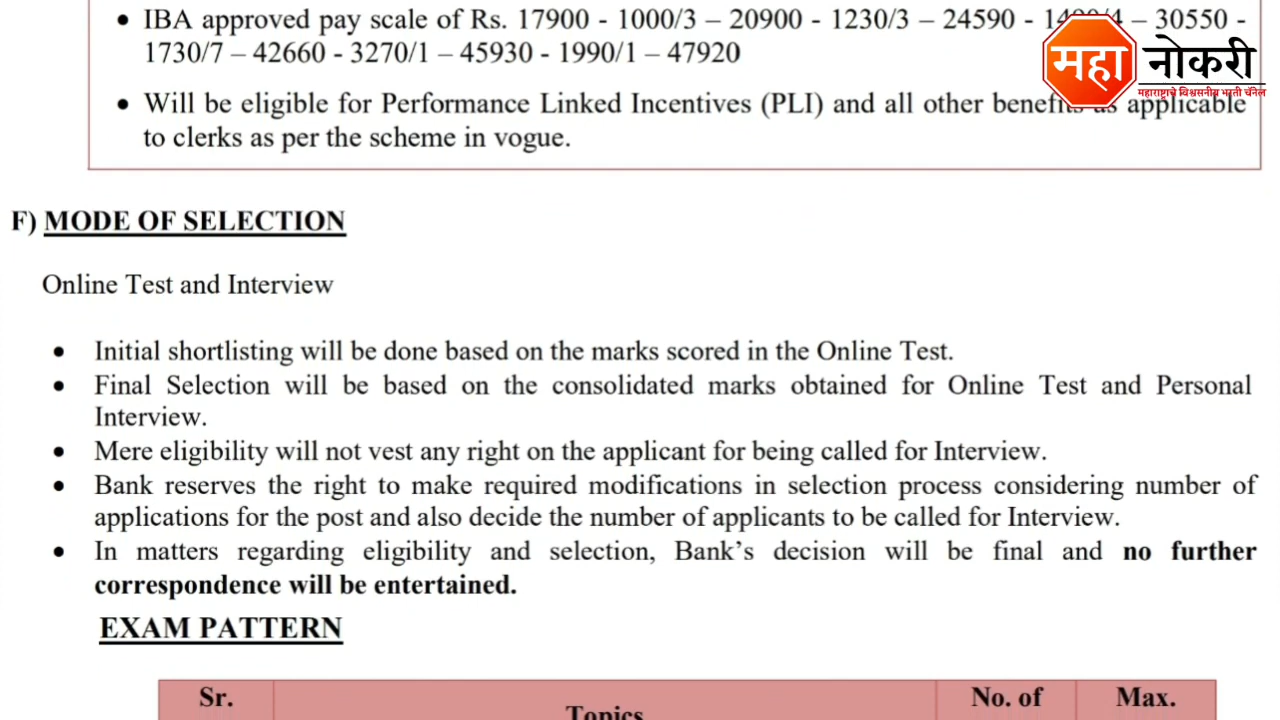 • IBA approved pay scale of Rs. 17900 - 1000/3 – 20900 - 1230/3 – 24590 - – 30550 -
1730/7 – 42660 - 3270/1 – 45930 - 1990/1 – 47920
महा नोकरी
महाराष्ट्राचे विश्वसनीय भरती चॅनेल
• Will be eligible for Performance Linked Incentives (PLI) and all other benefits as applicable
to clerks as per the scheme in vogue.
F) MODE OF SELECTION
Online Test and Interview
• Initial shortlisting will be done based on the marks scored in the Online Test.
• Final Selection will be based on the consolidated marks obtained for Online Test and Personal
Interview.
• Mere eligibility will not vest any right on the applicant for being called for Interview.
• Bank reserves the right to make required modifications in selection process considering number of
applications for the post and also decide the number of applicants to be called for Interview.
• In matters regarding eligibility and selection, Bank's decision will be final and no further
correspondence will be entertained.
EXAM PATTERN
Sr. Topics No. of Max.